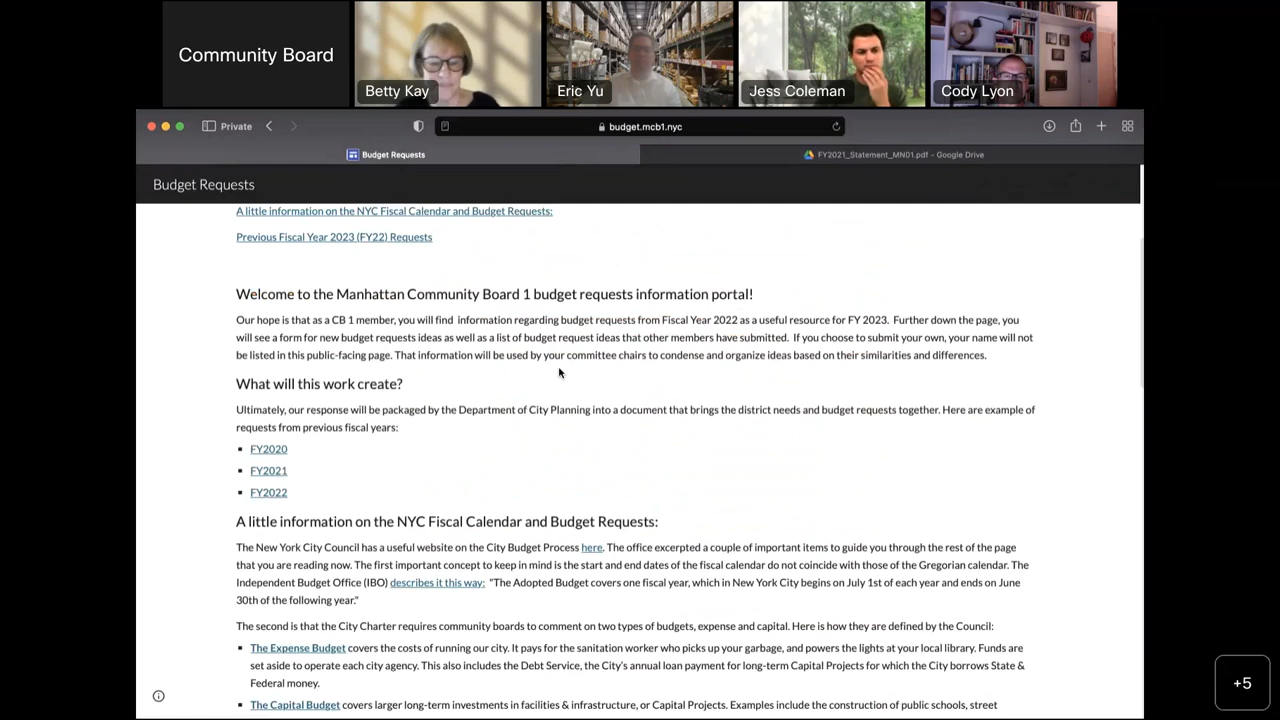 Community Board
Betty Kay
Eric Yu
Jess Coleman
Cody Lyon
Private
budget.mcb1.nyc
Budget Requests
FY2021_Statement_MN01.pdf - Google Drive
Budget Requests
A little information on the NYC Fiscal Calendar and Budget Requests:
Previous Fiscal Year 2023 (FY22) Requests
Welcome to the Manhattan Community Board 1 budget requests information portal!
Our hope is that as a CB 1 member, you will find information regarding budget requests from Fiscal Year 2022 as a useful resource for FY 2023. Further down the page, you
will see a form for new budget requests ideas as well as a list of budget request ideas that other members have submitted. If you choose to submit your own, your name will not
be listed in this public-facing page. That information will be used by your committee chairs to condense and organize ideas based on their similarities and differences.
What will this work create?
Ultimately, our response will be packaged by the Department of City Planning into a document that brings the district needs and budget requests together. Here are example of
requests from previous fiscal years:
FY2020
FY2021
FY2022
A little information on the NYC Fiscal Calendar and Budget Requests:
The New York City Council has a useful website on the City Budget Process here. The office excerpted a couple of important items to guide you through the rest of the page
that you are reading now. The first important concept to keep in mind is the start and end dates of the fiscal calendar do not coincide with those of the Gregorian calendar. The
Independent Budget Office (IBO) describes it this way: "The Adopted Budget covers one fiscal year, which in New York City begins on July 1st of each year and ends on June
30th of the following year."
The second is that the City Charter requires community boards to comment on two types of budgets, expense and capital. Here is how they are defined by the Council:
The Expense Budget covers the costs of running our city. It pays for the sanitation worker who picks up your garbage, and powers the lights at your local library. Funds are
set aside to operate each city agency. This also includes the Debt Service, the City's annual loan payment for long-term Capital Projects for which the City borrows State &
Federal money.
The Capital Budget covers larger long-term investments in facilities & infrastructure, or Capital Projects. Examples include the construction of public schools, street
+5